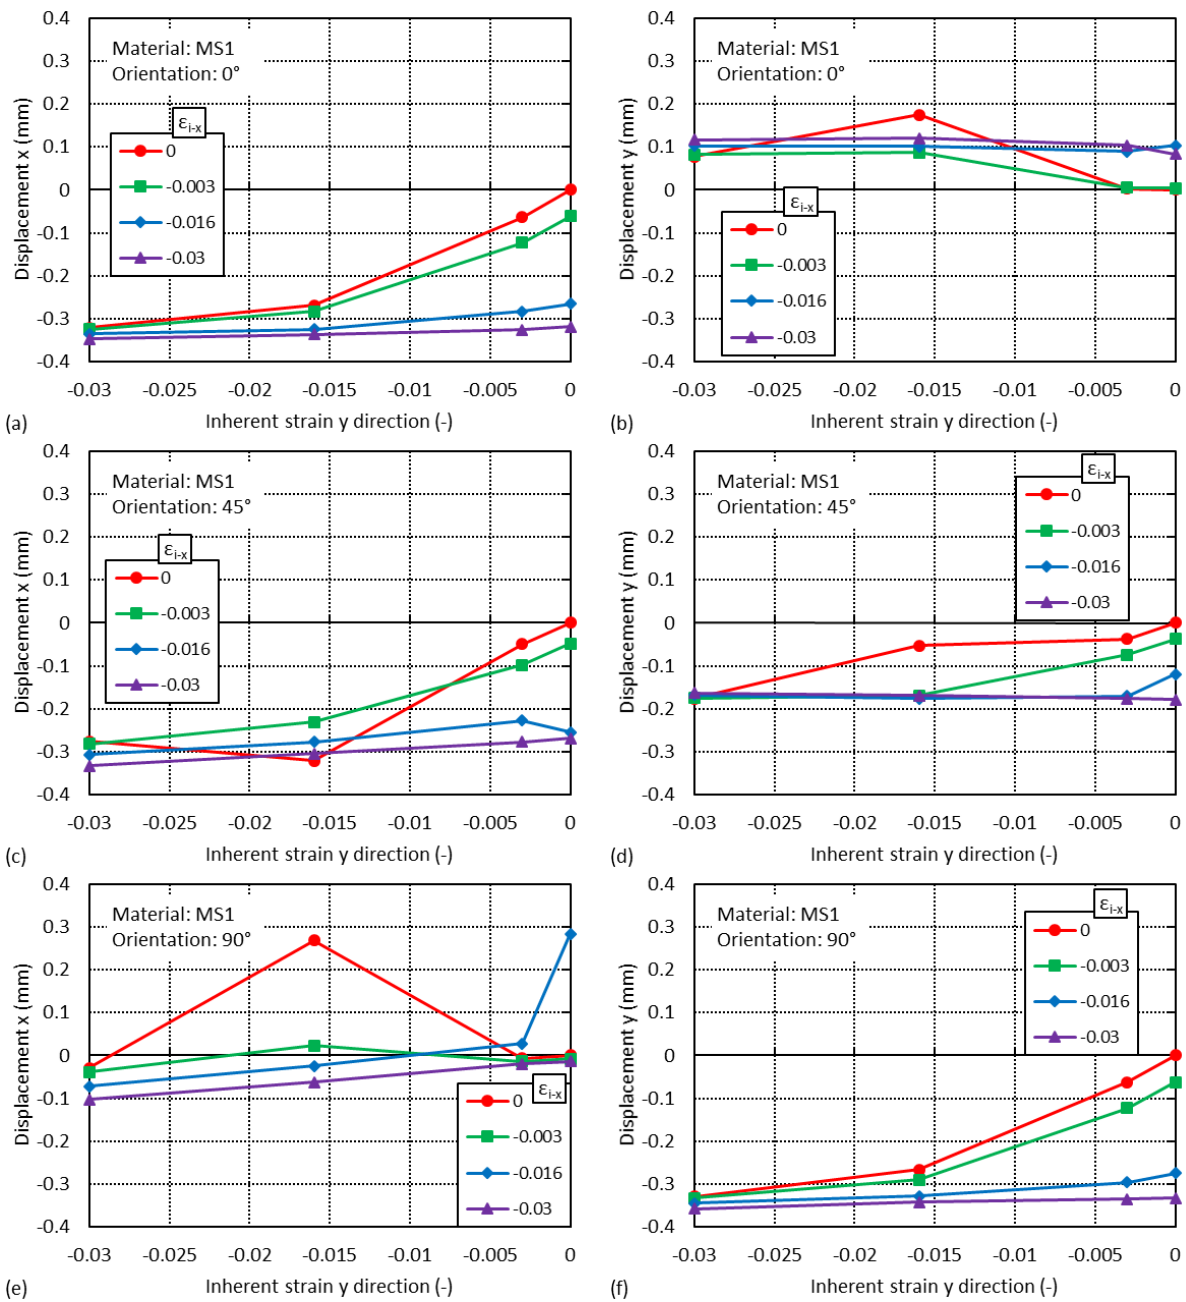 0.4
0.3
0.2
0.1
0
-0.1
-0.2
-0.3
-0.4
Displacement x (mm)
Material: MS1
Orientation: 0°
εi-x
0
-0.003
-0.016
-0.03
-0.03 -0.025 -0.02 -0.015 -0.01 -0.005 0
Inherent strain y direction (-)
(a)
0.4
0.3
0.2
0.1
0
-0.1
-0.2
-0.3
-0.4
Displacement y (mm)
Material: MS1
Orientation: 0°
εi-x
0
-0.003
-0.016
-0.03
-0.03 -0.025 -0.02 -0.015 -0.01 -0.005 0
Inherent strain y direction (-)
(b)
0.4
0.3
0.2
0.1
0
-0.1
-0.2
-0.3
-0.4
Displacement x (mm)
Material: MS1
Orientation: 45°
εi-x
0
-0.003
-0.016
-0.03
-0.03 -0.025 -0.02 -0.015 -0.01 -0.005 0
Inherent strain y direction (-)
(c)
0.4
0.3
0.2
0.1
0
-0.1
-0.2
-0.3
-0.4
Displacement y (mm)
Material: MS1
Orientation: 45°
εi-x
0
-0.003
-0.016
-0.03
-0.03 -0.025 -0.02 -0.015 -0.01 -0.005 0
Inherent strain y direction (-)
(d)
0.4
0.3
0.2
0.1
0
-0.1
-0.2
-0.3
-0.4
Displacement x (mm)
Material: MS1
Orientation: 90°
εi-x
0
-0.003
-0.016
-0.03
-0.03 -0.025 -0.02 -0.015 -0.01 -0.005 0
Inherent strain y direction (-)
(e)
0.4
0.3
0.2
0.1
0
-0.1
-0.2
-0.3
-0.4
Displacement y (mm)
Material: MS1
Orientation: 90°
εi-x
0
-0.003
-0.016
-0.03
-0.03 -0.025 -0.02 -0.015 -0.01 -0.005 0
Inherent strain y direction (-)
(f)